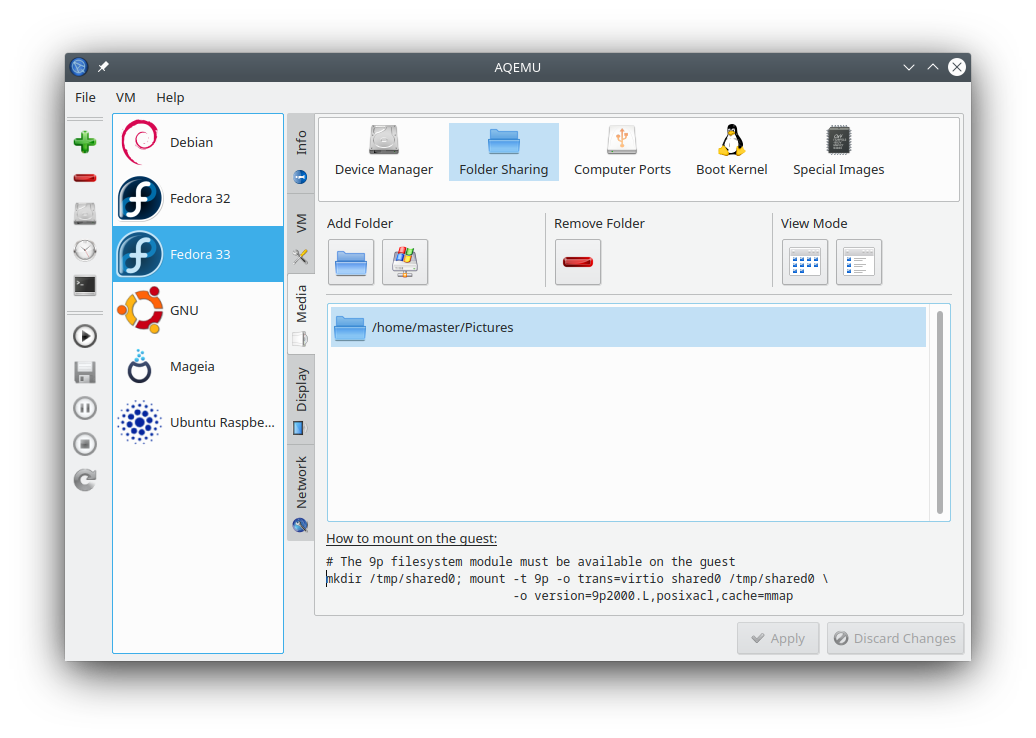 AQEMU
File VM Help
Debian
Fedora 32
Fedora 33
GNU
Mageia
Ubuntu Raspbe...
Info
VM
Media
Display
Network
Device Manager
Folder Sharing
Computer Ports
Boot Kernel
Special Images
Add Folder
Remove Folder
View Mode
/home/master/Pictures
How to mount on the guest:
# The 9p filesystem module must be available on the guest
mkdir /tmp/shared0; mount -t 9p -o trans=virtio shared0 /tmp/shared0 \
-o version=9p2000.L,posixacl,cache=mmap
Apply
Discard Changes